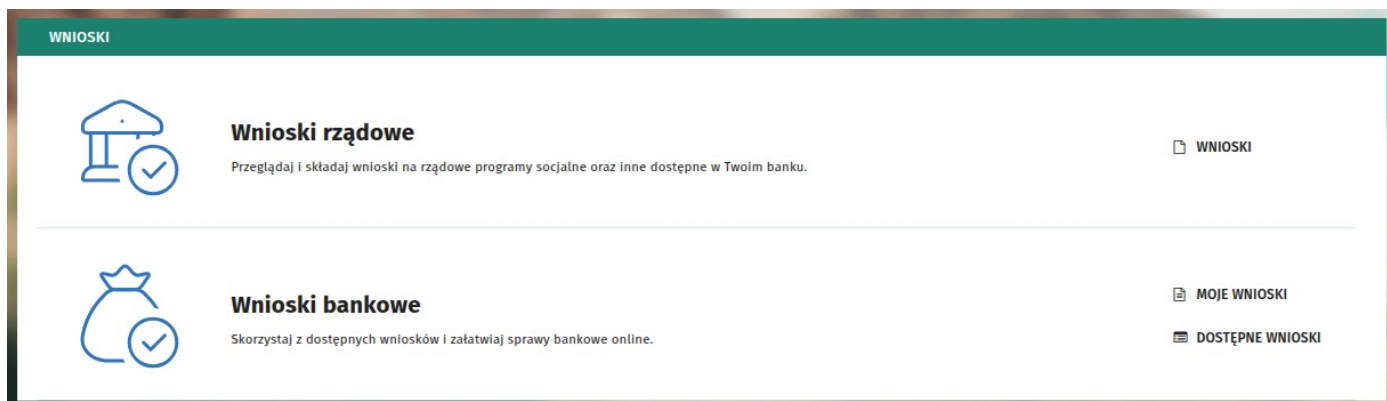 WNIOSKI
Wnioski rządowe
Przeglądaj i składaj wnioski na rządowe programy socjalne oraz inne dostępne w Twoim banku.
WNIOSKI
Wnioski bankowe
Skorzystaj z dostępnych wniosków i załatwiaj sprawy bankowe online.
MOJE WNIOSKI
DOSTĘPNE WNIOSKI